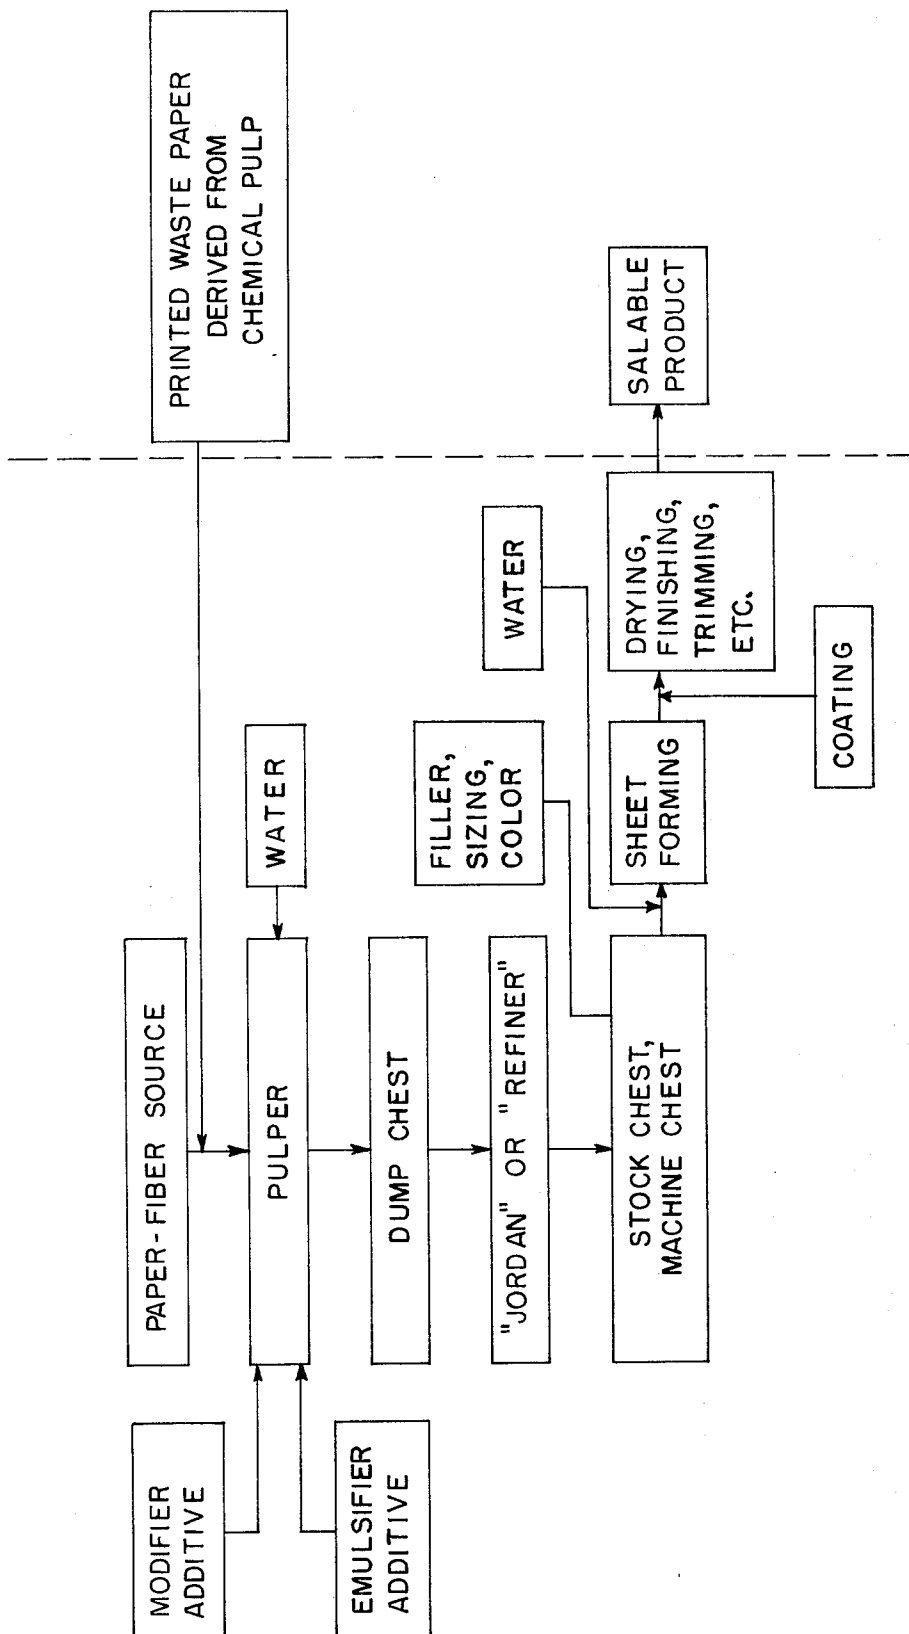 PRINTED WASTE PAPER
DERIVED FROM
CHEMICAL PULP
PAPER-FIBER SOURCE
MODIFIER
ADDITIVE
WATER
PULPER
EMULSIFIER
ADDITIVE
DUMP CHEST
"JORDAN" OR "REFINER"
FILLER,
SIZING,
COLOR
WATER
STOCK CHEST,
MACHINE CHEST
SHEET
FORMING
DRYING,
FINISHING,
TRIMMING,
ETC.
SALABLE
PRODUCT
COATING